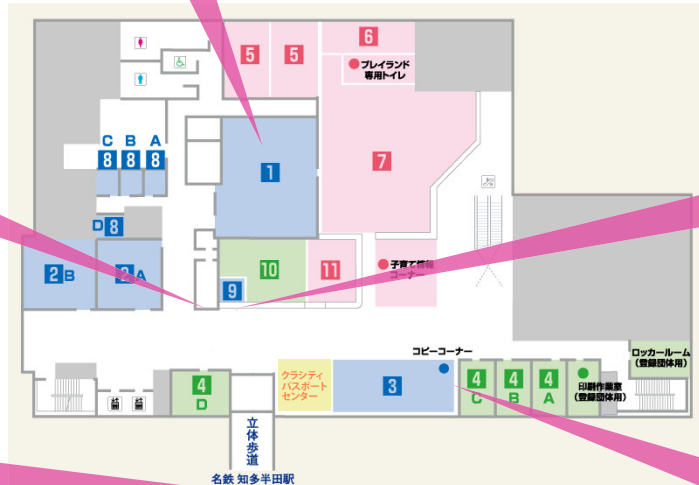 5
5
6
プレイランド
専用トイレ
7
1
C B A
8 8 8
D 8
2 B
2 A
10
9
11
子育て情報
コーナー
コピーコーナー
クラシティ
パスポート
センター
3
4
D
4
C
4
B
4
A
印刷作業室
(登録団体用)
ロッカールーム
(登録団体用)
立体歩道
名鉄 知多半田駅